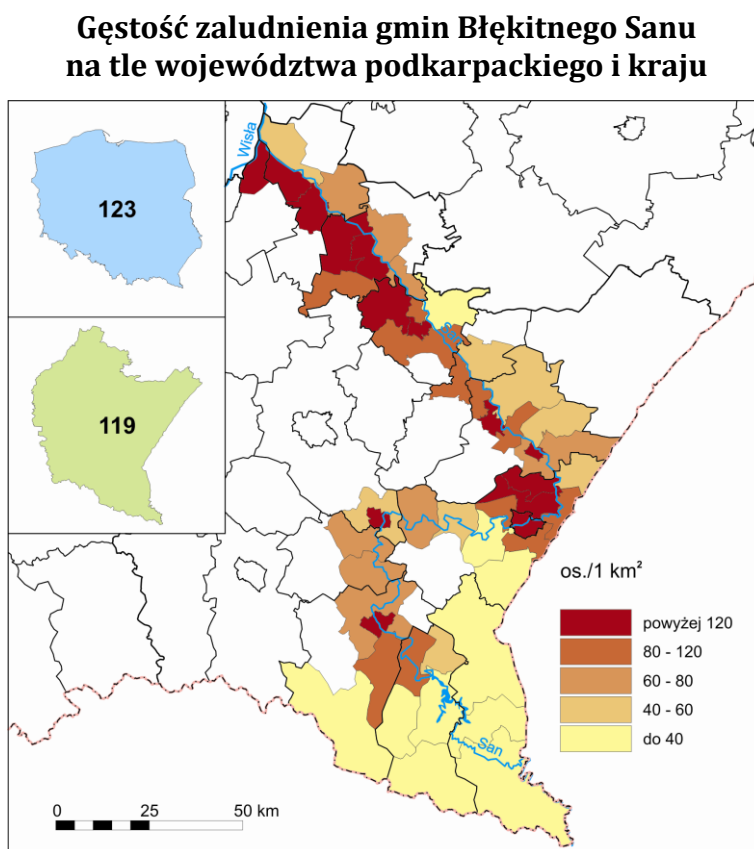 Gęstość zaludnienia gmin Błękitnego Sanu
na tle województwa podkarpackiego i kraju
Wisła
123
119
San
os./1 km²
powyżej 120
80 - 120
60 - 80
40 - 60
do 40
San
0 25 50 km